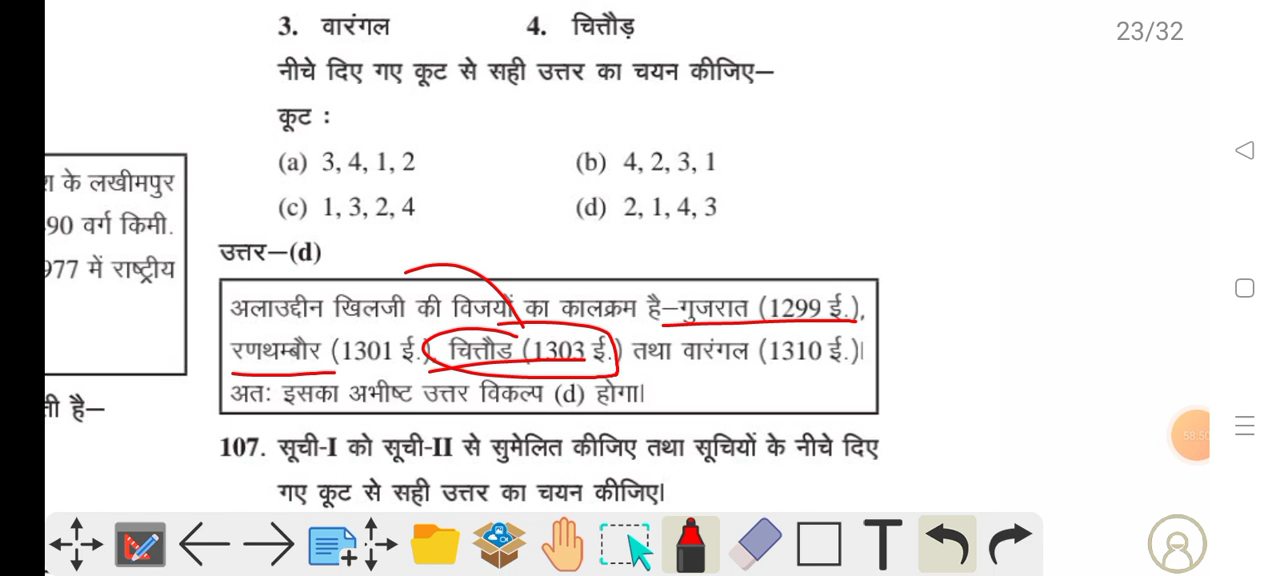 3. वारंगल 4. चित्तौड़
23/32
नीचे दिए गए कूट से सही उत्तर का चयन कीजिए–
कूट :
(a) 3, 4, 1, 2 (b) 4, 2, 3, 1
(c) 1, 3, 2, 4 (d) 2, 1, 4, 3
उत्तर–(d)
अलाउद्दीन खिलजी की विजयों का कालक्रम है–गुजरात (1299 ई.),
रणथम्बौर (1301 ई.), चित्तौड (1303 ई.) तथा वारंगल (1310 ई.)।
अतः इसका अभीष्ट उत्तर विकल्प (d) होगा।
के लखीमपुर
90 वर्ग किमी.
977 में राष्ट्रीय
ती है–
107. सूची-I को सूची-II से सुमेलित कीजिए तथा सूचियों के नीचे दिए
गए कूट से सही उत्तर का चयन कीजिए।
58:50
T